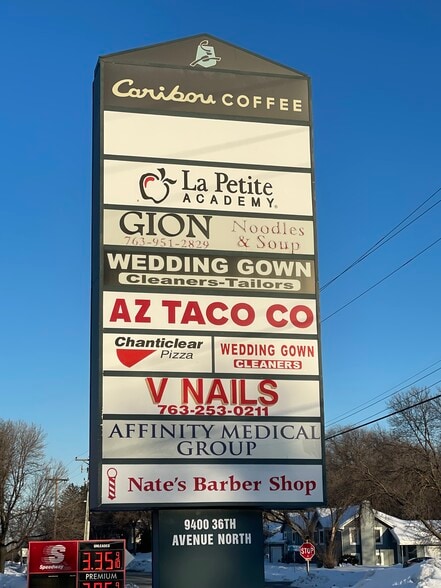 Caribou COFFEE
La Petite
ACADEMY
GION
763-951-2829
Noodles
& Soup
WEDDING GOWN
Cleaners-Tailors
AZ TACO CO
Chanticlear
Pizza
WEDDING GOWN
CLEANERS
V NAILS
763-253-0211
AFFINITY MEDICAL
GROUP
Nate's Barber Shop
9400 36TH
AVENUE NORTH
S
Speedway
UNLEADED
3.35 9
PREMIUM
STOP